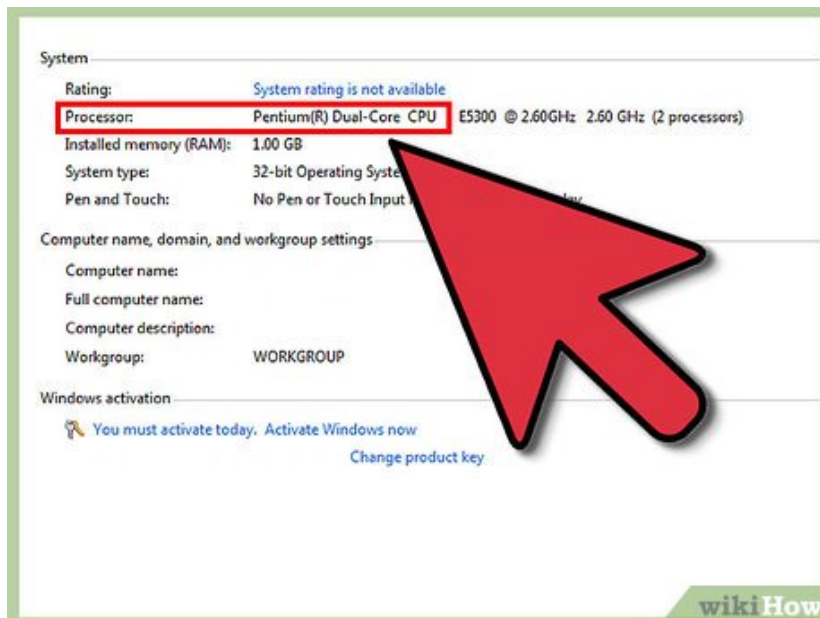 System
Rating: System rating is not available
Processor: Pentium(R) Dual-Core CPU E5300 @ 2.60GHz 2.60 GHz (2 processors)
Installed memory (RAM): 1.00 GB
System type: 32-bit Operating
Pen and Touch: No Pen or Touch Input
Computer name, domain, and workgroup settings
Computer name:
Full computer name:
Computer description:
Workgroup: WORKGROUP
Windows activation
You must activate today. Activate Windows now
Change product key
wikiHow